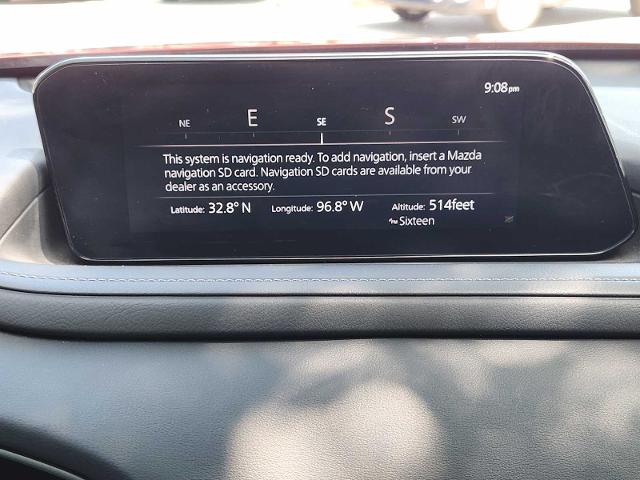 9:08pm
NE E SE S SW
This system is navigation ready. To add navigation, insert a Mazda
navigation SD card. Navigation SD cards are available from your
dealer as an accessory.
Latitude: 32.8° N Longitude: 96.8° W Altitude: 514feet
Sixteen